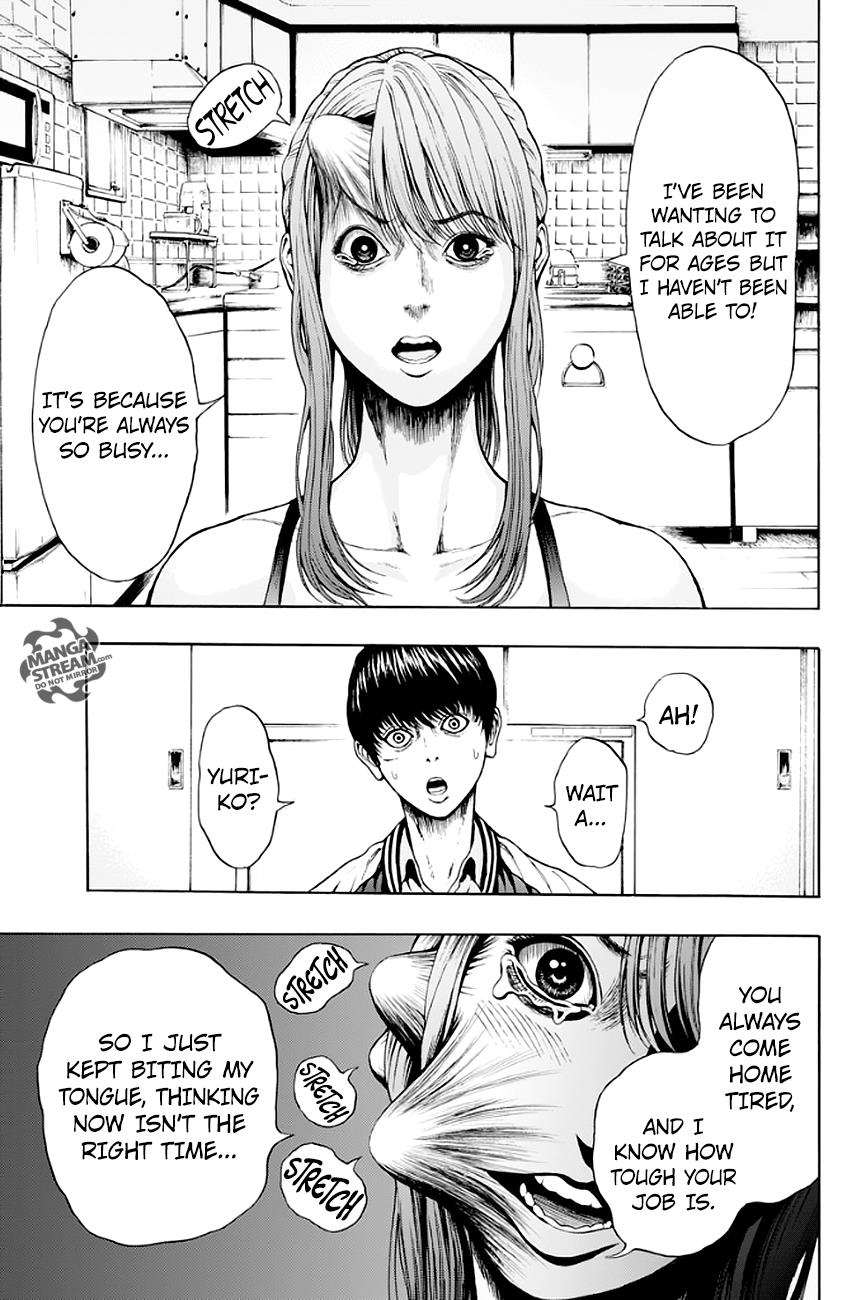 I'VE BEEN
WANTING TO
TALK ABOUT IT
FOR AGES BUT
I HAVEN'T BEEN
ABLE TO!
STRETCH
IT'S BECAUSE
YOU'RE ALWAYS
SO BUSY...
AH!
WAIT
A...
YURI-
KO?
MANGA
STREAM.com
DO NOT MIRROR
YOU
ALWAYS
COME
HOME
TIRED,
AND I
KNOW HOW
TOUGH YOUR
JOB IS.
STRETCH
STRETCH
STRETCH
SO I JUST
KEPT BITING MY
TONGUE, THINKING
NOW ISN'T THE
RIGHT TIME...